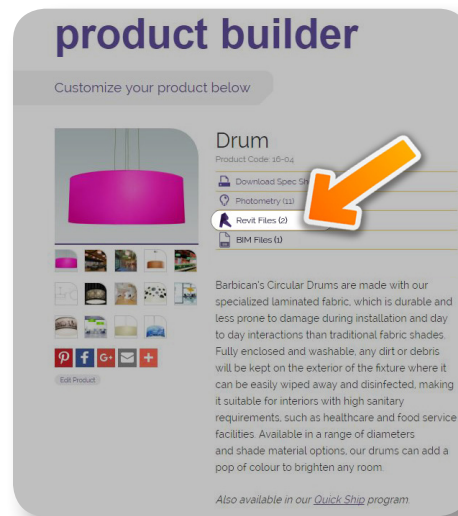 product builder
Customize your product below
Drum
Product Code: 16-04
Download Spec Sh
Photometry (11)
Revit Files (2)
BIM Files (1)
Barbican's Circular Drums are made with our
specialized laminated fabric, which is durable and
less prone to damage during installation and day
to day interactions than traditional fabric shades.
Fully enclosed and washable, any dirt or debris
will be kept on the exterior of the fixture where it
can be easily wiped away and disinfected, making
it suitable for interiors with high sanitary
requirements, such as healthcare and food service
facilities. Available in a range of diameters
and shade material options, our drums can add a
pop of colour to brighten any room.
Edit Product
Also available in our Quick Ship program.